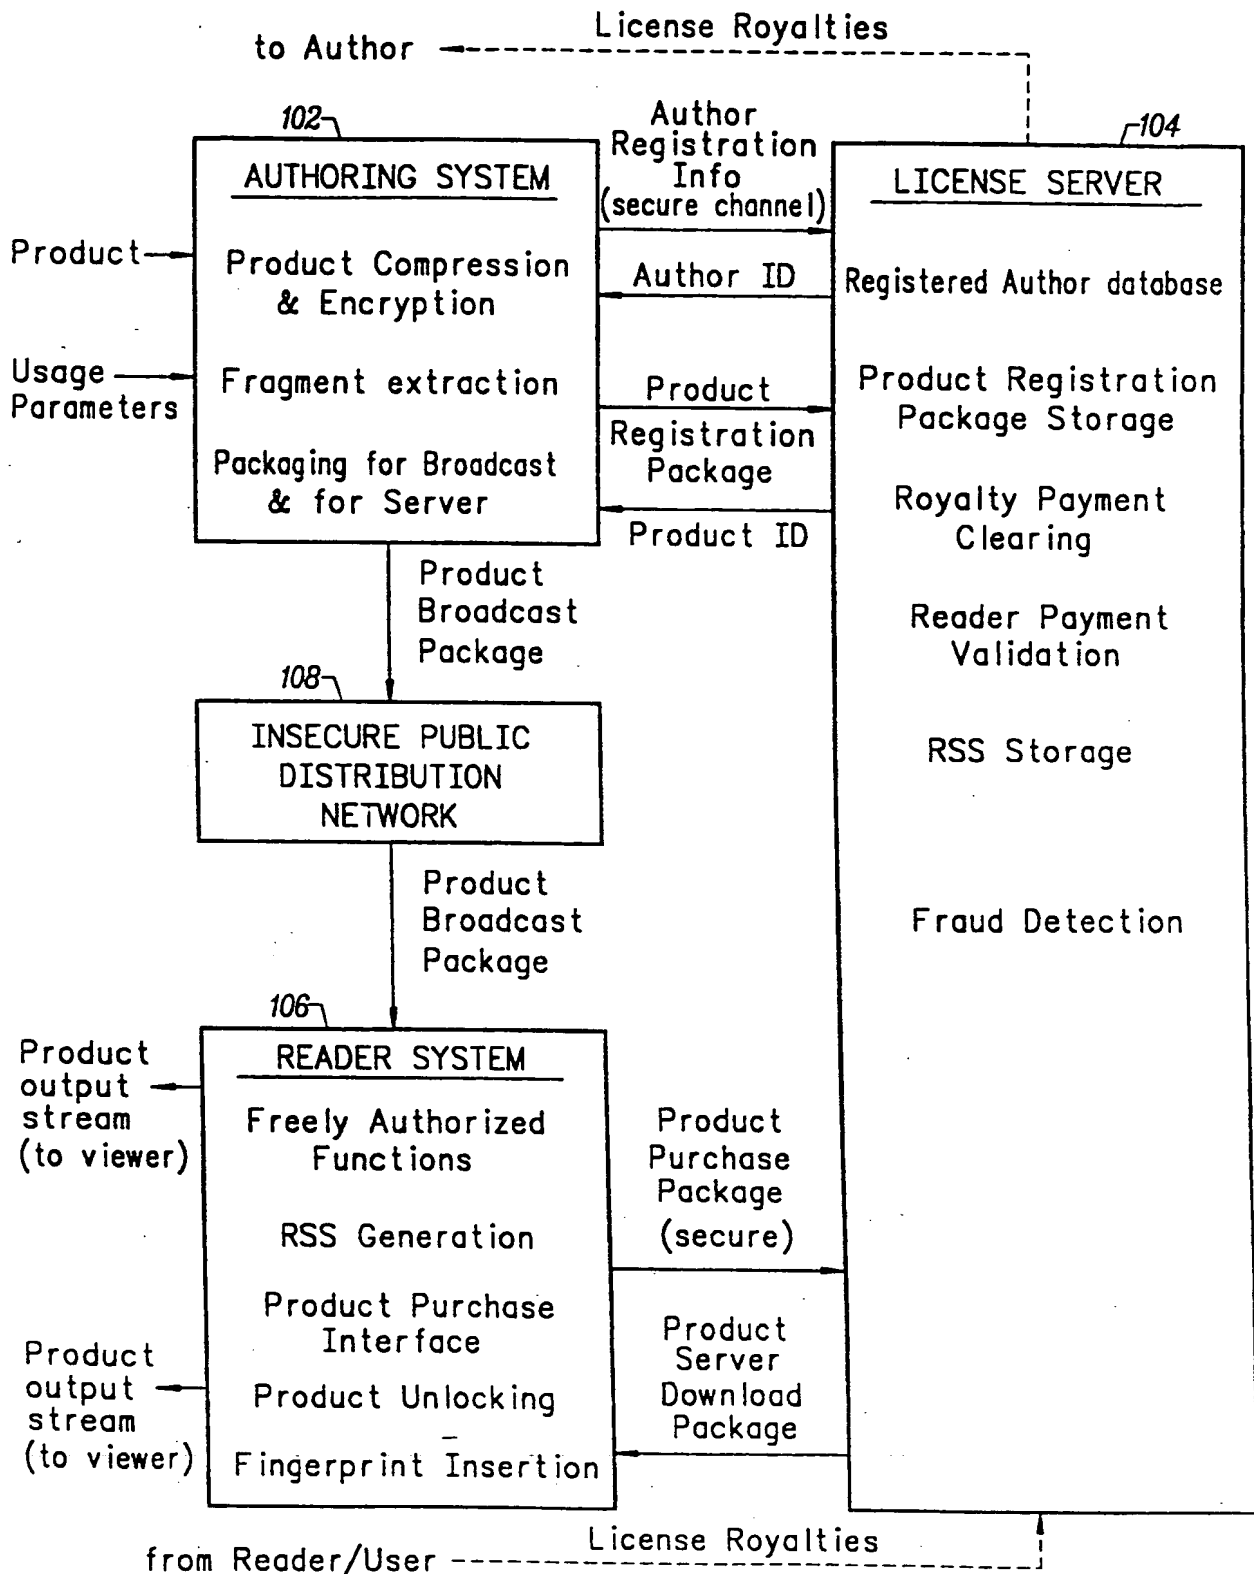 License Royalties
to Author
102
Author
Registration
Info
(secure channel)
104
AUTHORING SYSTEM
LICENSE SERVER
Product
Product Compression
& Encryption
Author ID
Registered Author database
Usage
Parameters
Fragment extraction
Product
Registration
Package
Product Registration
Package Storage
Packaging for Broadcast
& for Server
Royalty Payment
Clearing
Product ID
Product
Broadcast
Package
Reader Payment
Validation
108
INSECURE PUBLIC
DISTRIBUTION
NETWORK
RSS Storage
Product
Broadcast
Package
Fraud Detection
106
READER SYSTEM
Product
output
stream
(to viewer)
Freely Authorized
Functions
Product
Purchase
Package
(secure)
RSS Generation
Product Purchase
Interface
Product
Server
Download
Package
Product
output
stream
(to viewer)
Product Unlocking
Fingerprint Insertion
License Royalties
from Reader/User